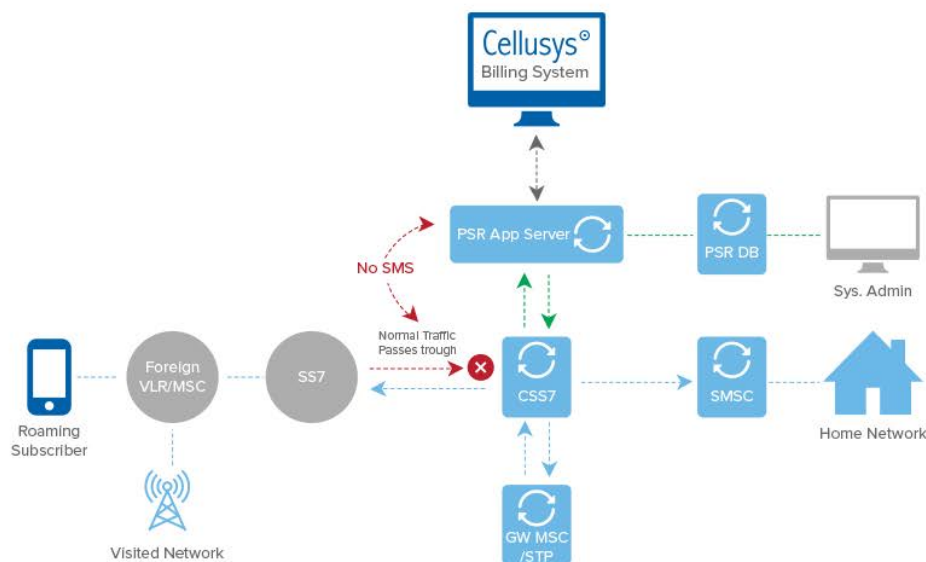 Cellusys
Billing System
PSR App Server
PSR DB
Sys. Admin
No SMS
Normal Traffic
Passes trough
Foreign
VLR/MSC
SS7
CSS7
SMSC
Roaming
Subscriber
Home Network
Visited Network
GW MSC
/STP